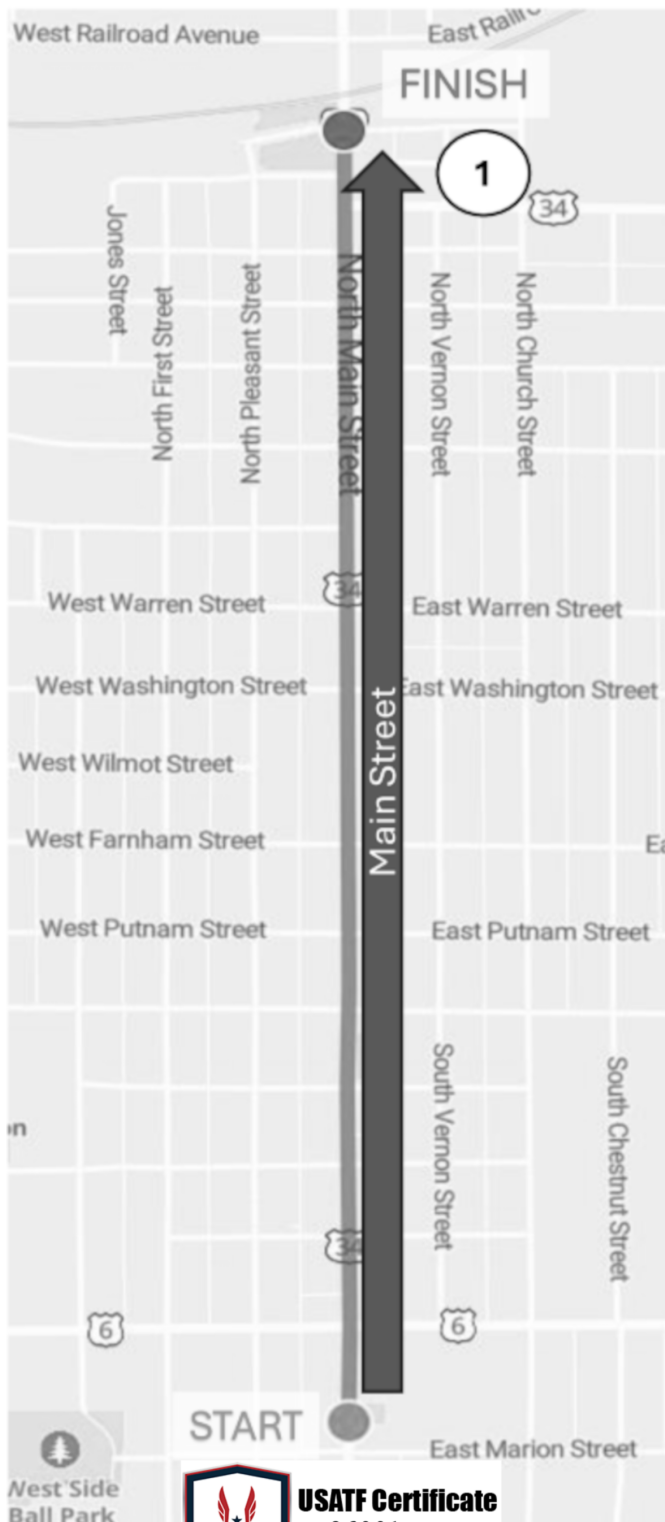 West Railroad Avenue
East Railro
FINISH
1
34
Jones Street
North First Street
North Pleasant Street
North Main Street
North Vernon Street
North Church Street
34
West Warren Street
East Warren Street
West Washington Street
East Washington Street
Main Street
West Wilmot Street
West Farnham Street
Ea
West Putnam Street
East Putnam Street
on
South Vernon Street
South Chestnut Street
34
6
6
START
East Marion Street
West Side
Ball Park
USATF Certificate